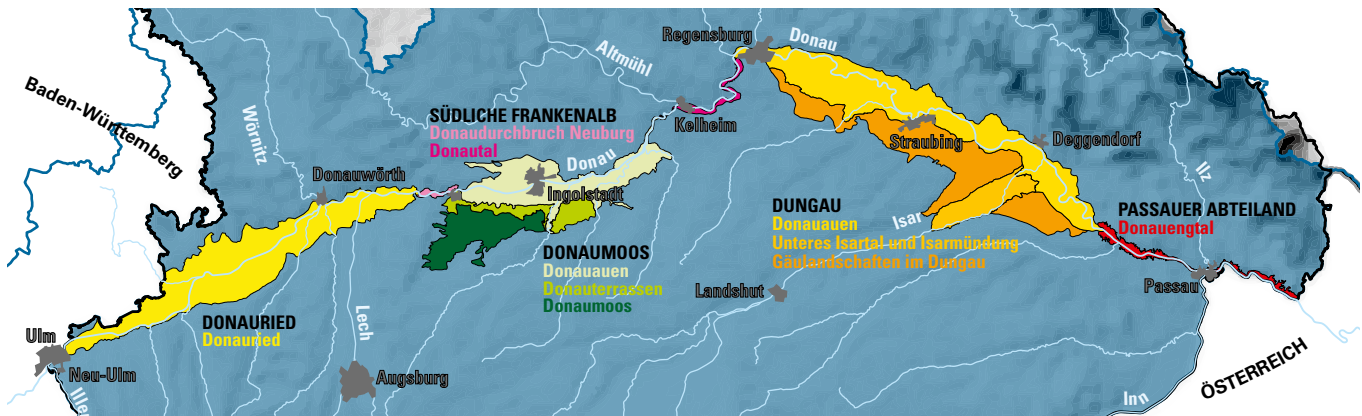 Baden-Württemberg
Wörnitz
Altmühl
Regensburg
Donau
SÜDLICHE FRANKENALB
Donaudurchbruch Neuburg
Donautal
Kelheim
Straubing
Deggendorf
Ilz
Donauwörth
Donau
Ingolstadt
Isar
DUNGAU
Donauauen
Unteres Isartal und Isarmündung
Gäulandschaften im Dungau
PASSAUER ABTEILAND
Donauengtal
DONAUMOOS
Donauauen
Donauterrassen
Donaumoos
Landshut
Passau
DONAURIED
Donauried
Ulm
Neu-Ulm
Iller
Lech
Augsburg
Inn
ÖSTERREICH